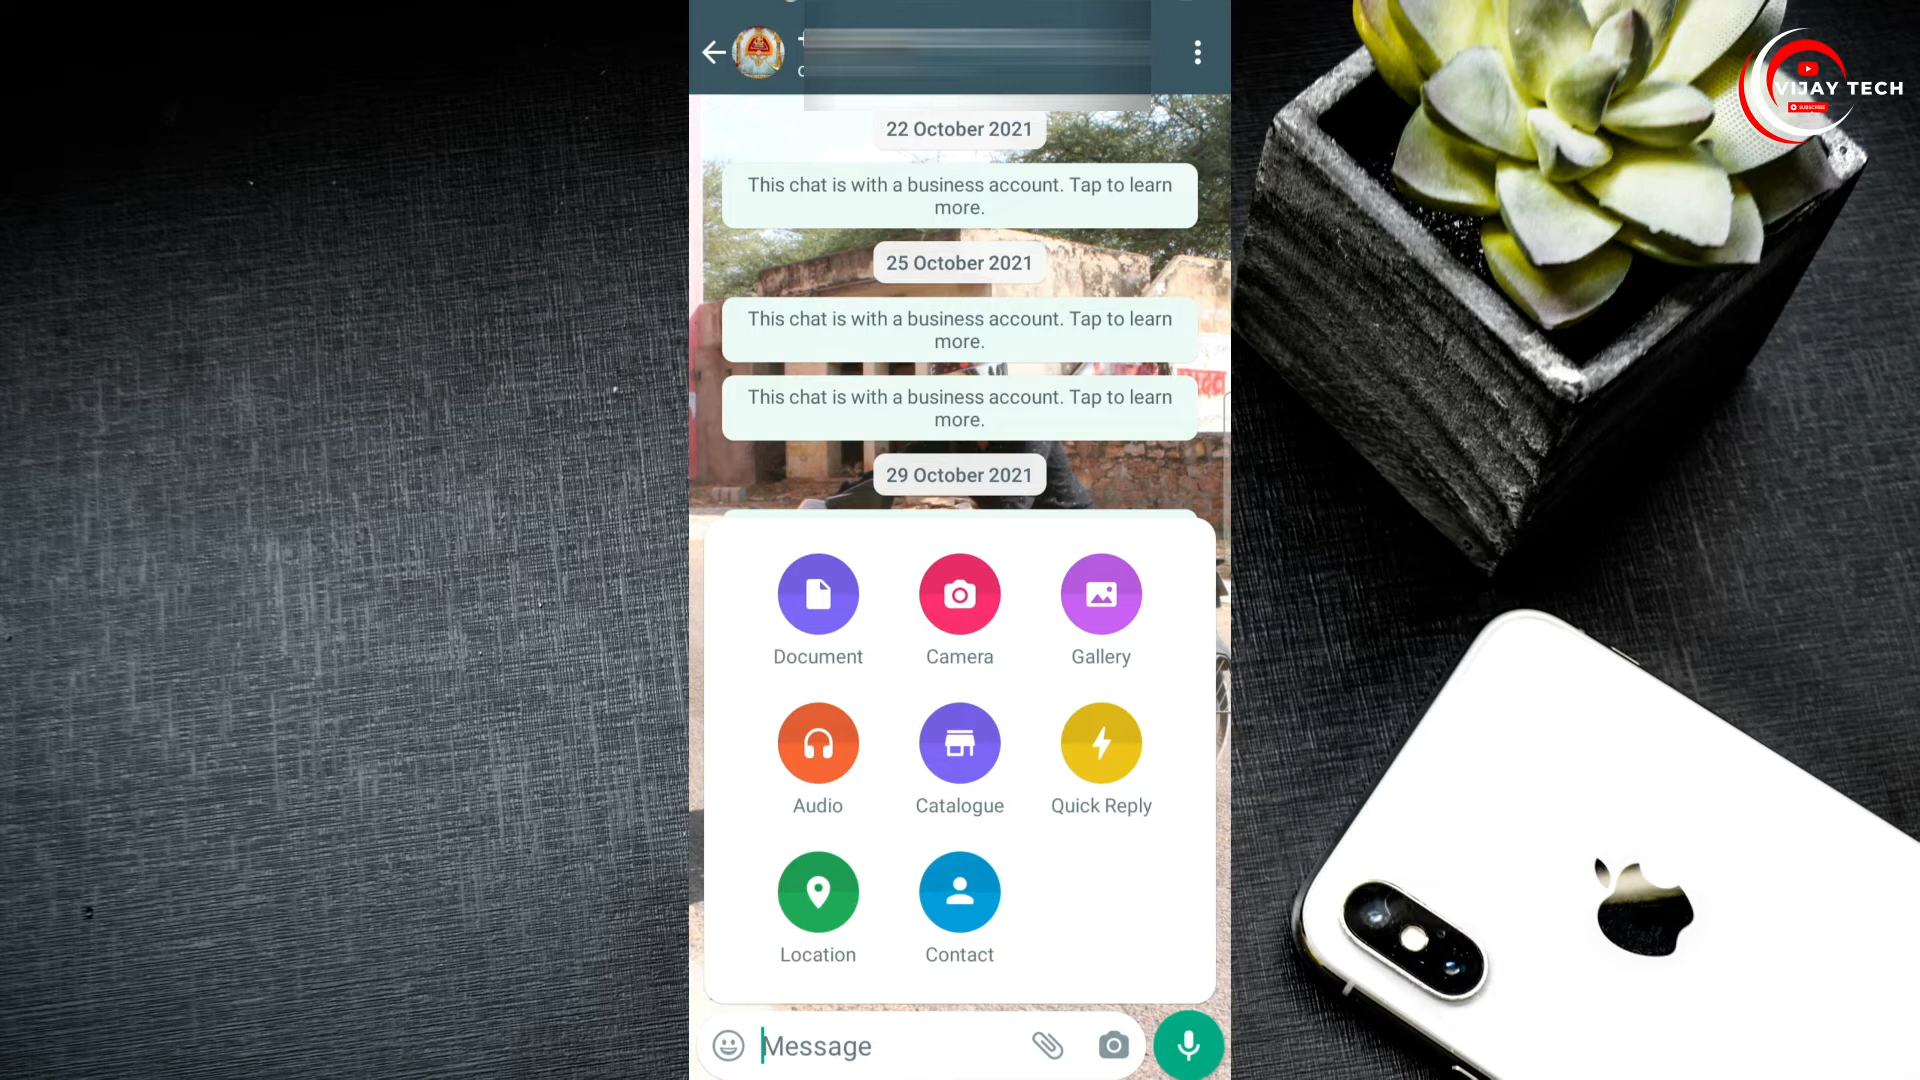 VIJAY TECH
SUBSCRIBE
22 October 2021
This chat is with a business account. Tap to learn
more.
25 October 2021
This chat is with a business account. Tap to learn
more.
This chat is with a business account. Tap to learn
more.
29 October 2021
Document
Camera
Gallery
Audio
Catalogue
Quick Reply
Location
Contact
Message